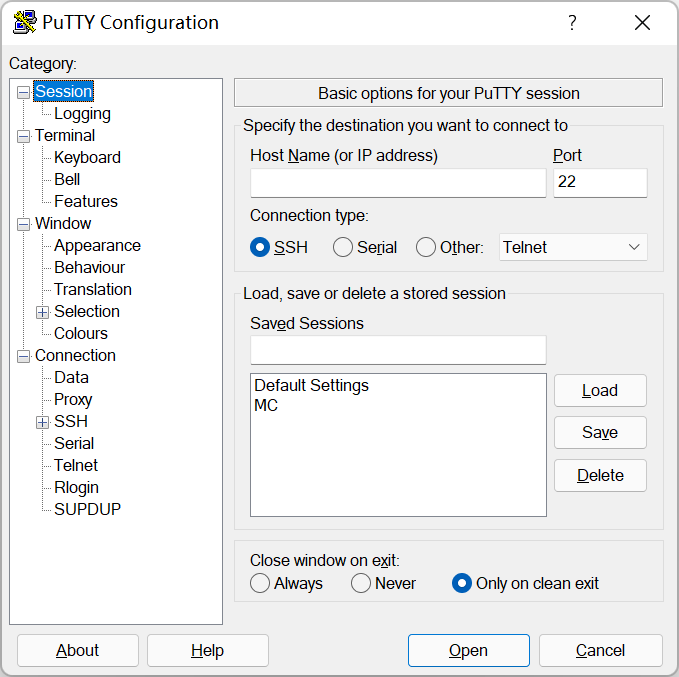 PuTTY Configuration
?
Category:
Session
Logging
Terminal
Keyboard
Bell
Features
Window
Appearance
Behaviour
Translation
Selection
Colours
Connection
Data
Proxy
SSH
Serial
Telnet
Rlogin
SUPDUP
Basic options for your PuTTY session
Specify the destination you want to connect to
Host Name (or IP address) Port
22
Connection type:
SSH Serial Other: Telnet
Load, save or delete a stored session
Saved Sessions
Default Settings
MC
Load
Save
Delete
Close window on exit:
Always Never Only on clean exit
About Help Open Cancel